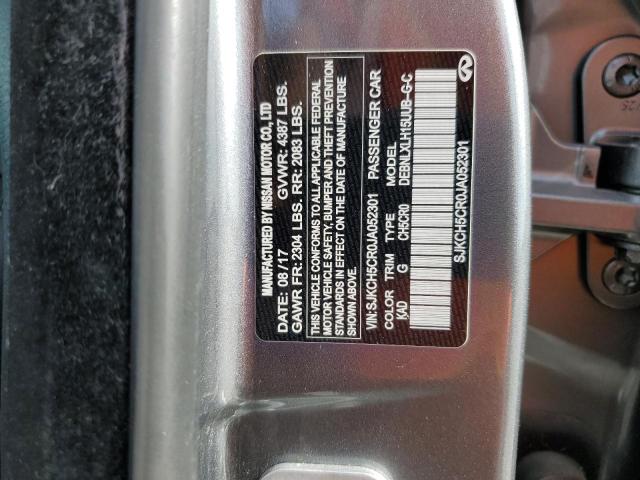 MANUFACTURED BY NISSAN MOTOR CO., LTD
DATE: 08 / 17 GVWR: 4387 LBS.
GAWR FR: 2304 LBS. RR: 2083 LBS.
THIS VEHICLE CONFORMS TO ALL APPLICABLE FEDERAL
MOTOR VEHICLE SAFETY, BUMPER AND THEFT PREVENTION
STANDARDS IN EFFECT ON THE DATE OF MANUFACTURE
SHOWN ABOVE.
VIN:SJKCH5CR0JA052301 PASSENGER CAR
COLOR TRIM TYPE MODEL
KAD G CH5CR0 DEBNLXLH15UUB-G-C
SJKCH5CR0JA052301